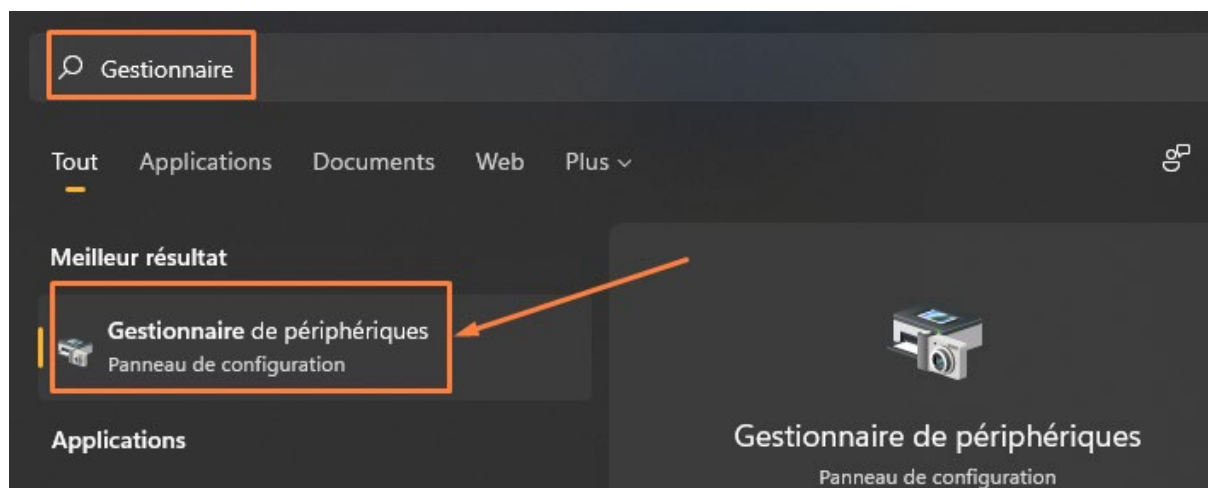 Gestionnaire
Tout Applications Documents Web Plus
Meilleur résultat
Gestionnaire de périphériques
Panneau de configuration
Applications
Gestionnaire de périphériques
Panneau de configuration